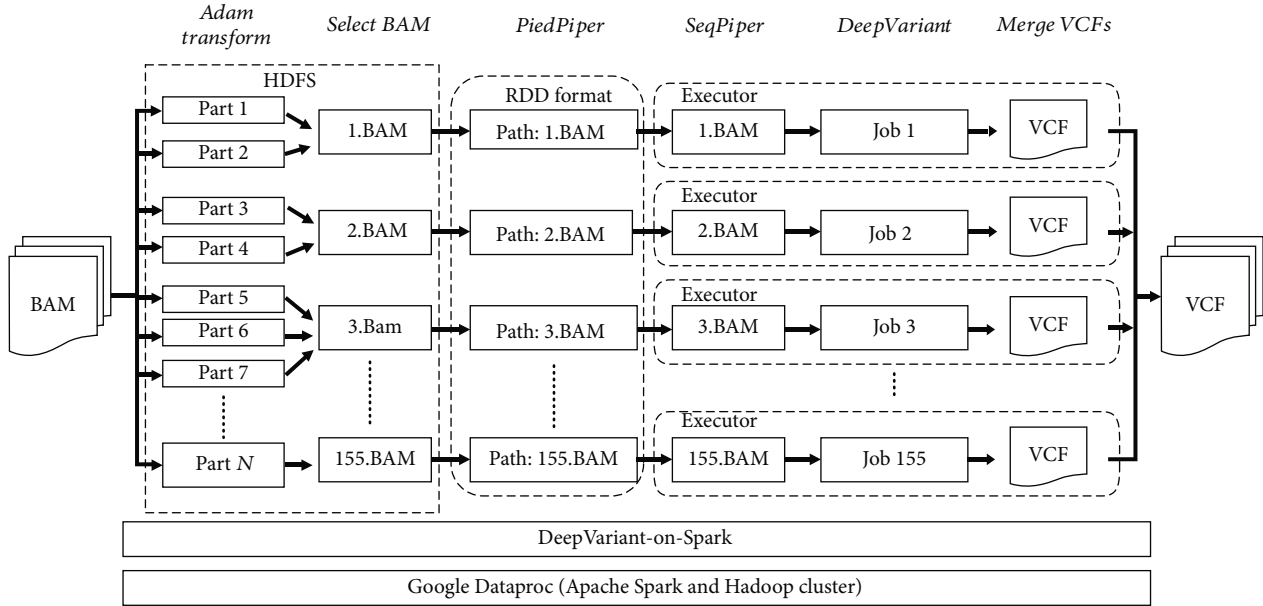 Adam
transform
Select BAM
PiedPiper
SeqPiper
DeepVariant
Merge VCFs
HDFS
RDD format
Executor
Part 1
Part 2
1.BAM
Path: 1.BAM
1.BAM
Job 1
VCF
Executor
Part 3
Part 4
2.BAM
Path: 2.BAM
2.BAM
Job 2
VCF
BAM
Executor
Part 5
Part 6
Part 7
3.Bam
Path: 3.BAM
3.BAM
Job 3
VCF
VCF
Executor
Part N
155.BAM
Path: 155.BAM
155.BAM
Job 155
VCF
DeepVariant-on-Spark
Google Dataproc (Apache Spark and Hadoop cluster)